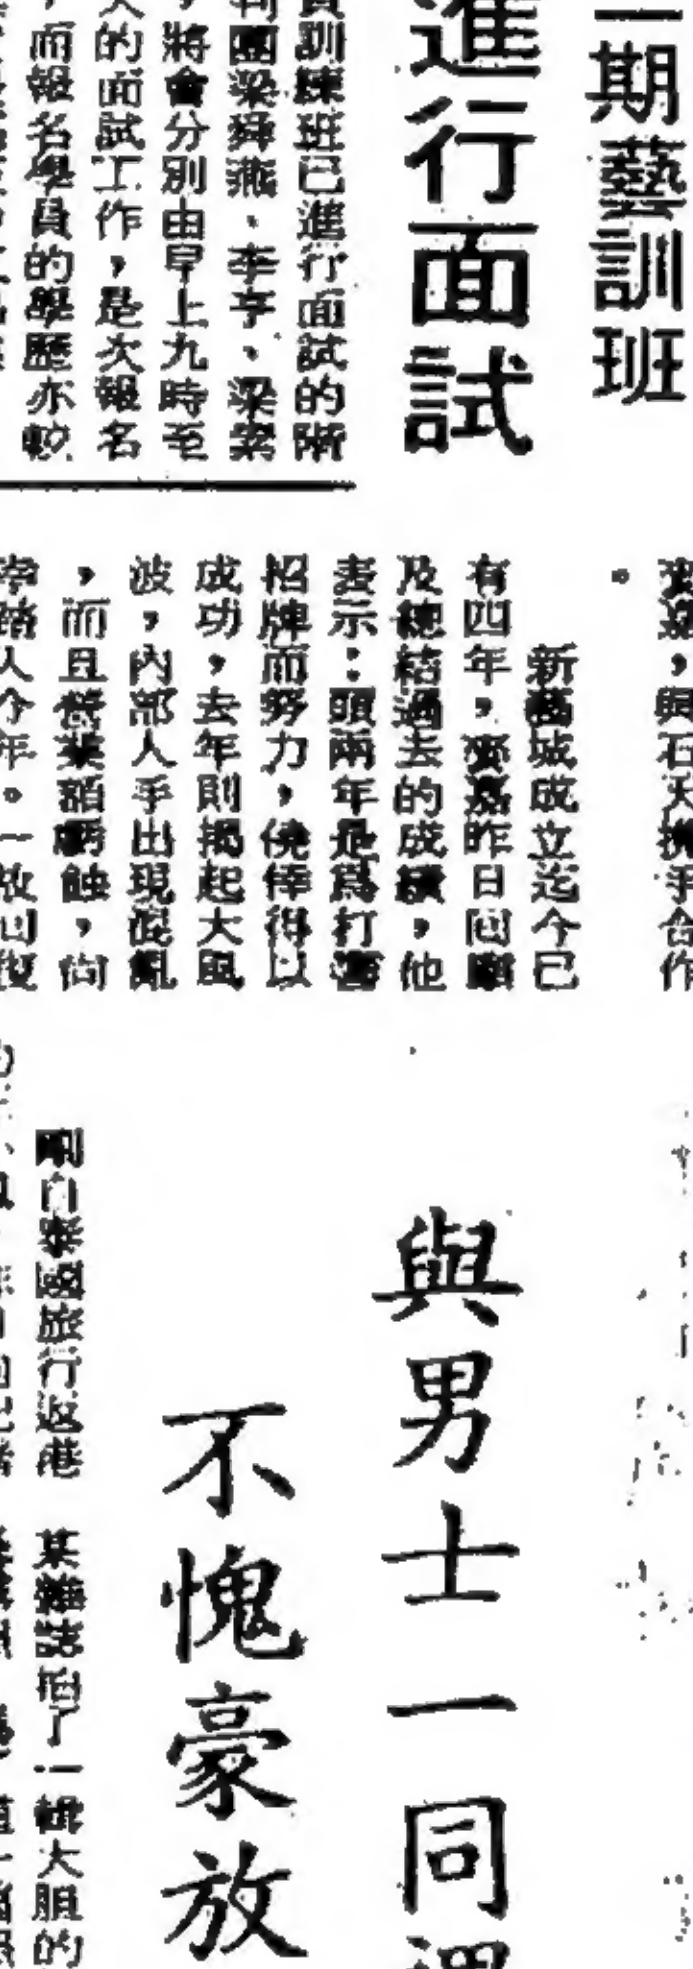 一期藝訓班
進行面試
訓練班已進行面試的階
判團梁舜燕、李亨、梁家
，將會分別由早上九時至
人的面試工作，是次報名
，而報名學員的學歷亦較
，與石天攜手合作
。
新藝城成立迄今已
有四年，麥嘉昨日回顧
及總結過去的成績，他
表示：頭兩年是爲打響
招牌而努力，僥倖得以
成功，去年則揭起大風
波，內部人手出現混亂
，而且營業額虧蝕，尚
幸踏入今年。一切回復
與男士一同
不愧豪放
剛自泰國旅行返港
某雜誌拍了一輯大胆的